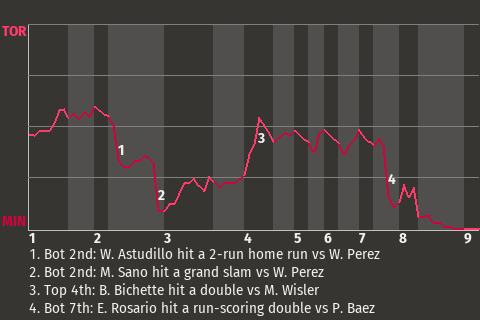 TOR
1
2
3
4
MIN
1 2 3 4 5 6 7 8 9
1. Bot 2nd: W. Astudillo hit a 2-run home run vs W. Perez
2. Bot 2nd: M. Sano hit a grand slam vs W. Perez
3. Top 4th: B. Bichette hit a double vs M. Wisler
4. Bot 7th: E. Rosario hit a run-scoring double vs P. Baez